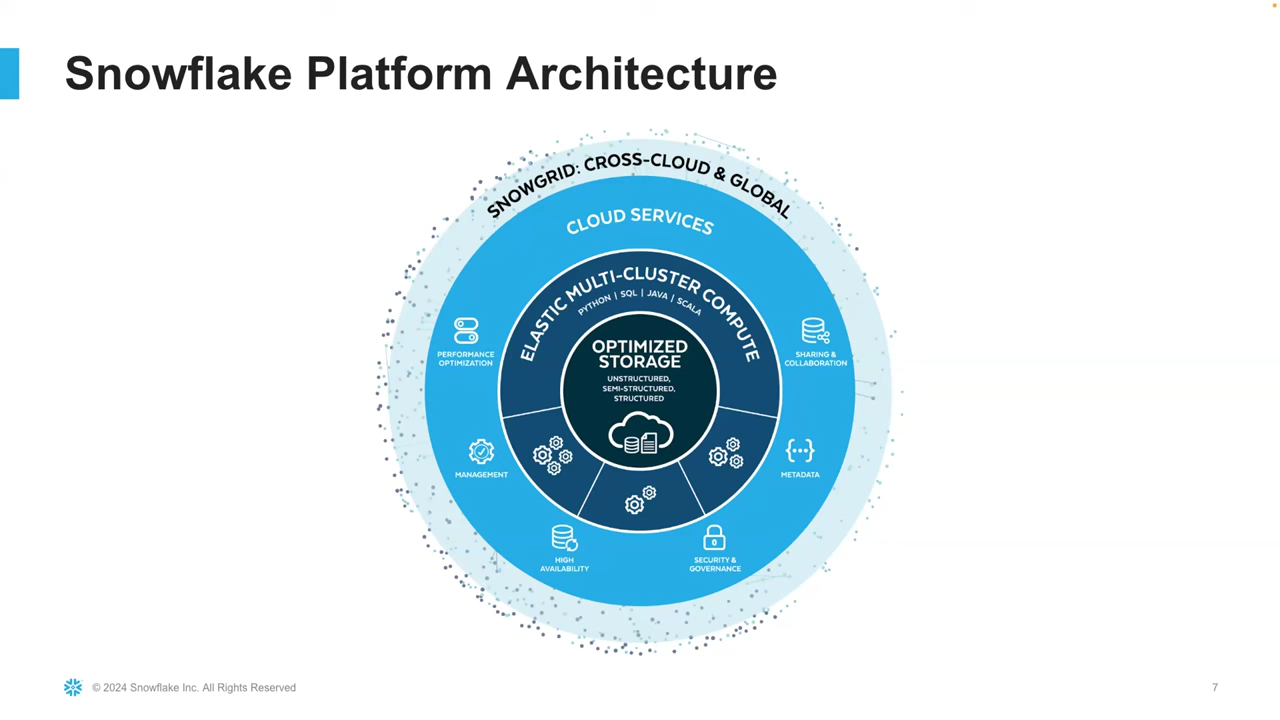 Snowflake Platform Architecture
SNOWGRID: CROSS-CLOUD & GLOBAL
CLOUD SERVICES
ELASTIC MULTI-CLUSTER COMPUTE
PYTHON | SQL | JAVA | SCALA
OPTIMIZED
STORAGE
UNSTRUCTURED,
SEMI-STRUCTURED,
STRUCTURED
PERFORMANCE
OPTIMIZATION
SHARING &
COLLABORATION
MANAGEMENT
METADATA
HIGH
AVAILABILITY
SECURITY &
GOVERNANCE
© 2024 Snowflake Inc. All Rights Reserved
7